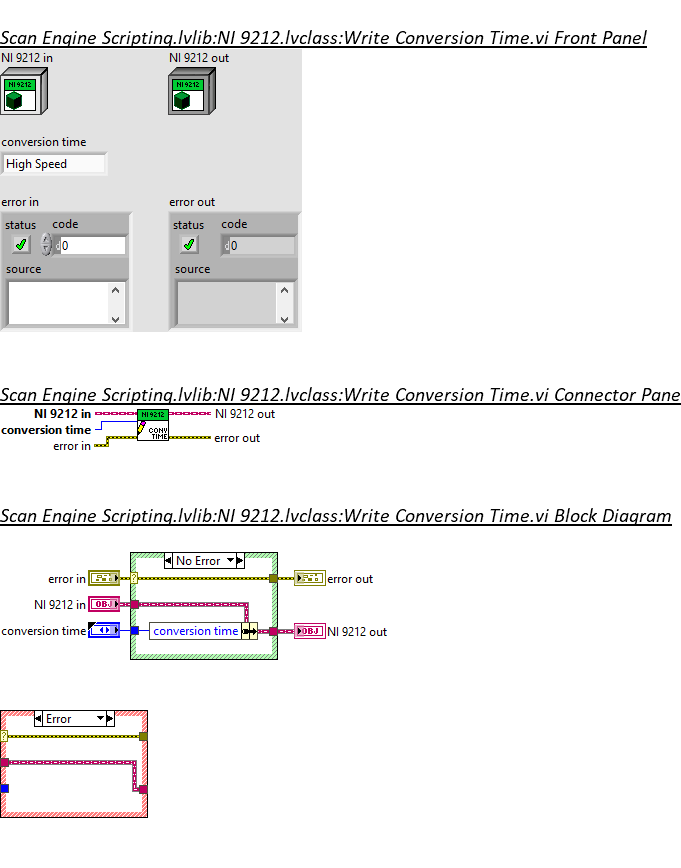 Scan Engine Scripting.lvlib:NI 9212.lvclass:Write Conversion Time.vi Front Panel
NI 9212 in NI 9212 out
NI 9212 NI 9212
conversion time
High Speed
error in error out
status code status code
d 0 d 0
source source
Scan Engine Scripting.lvlib:NI 9212.lvclass:Write Conversion Time.vi Connector Pane
NI 9212 in NI 9212 NI 9212 out
conversion time CONV
TIME
error in error out
Scan Engine Scripting.lvlib:NI 9212.lvclass:Write Conversion Time.vi Block Diagram
No Error
error in ? error out
NI 9212 in OBJ
conversion time conversion time OBJ NI 9212 out
Error
?